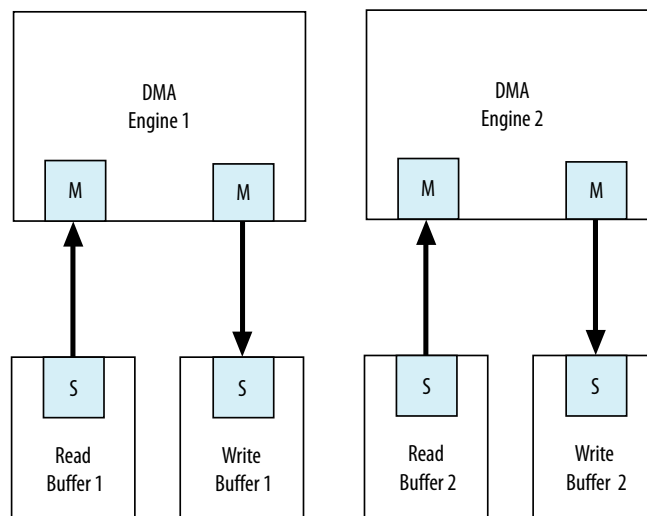 DMA
Engine 1
DMA
Engine 2
M
M
M
M
S
S
S
S
Read
Buffer 1
Write
Buffer 1
Read
Buffer 2
Write
Buffer 2